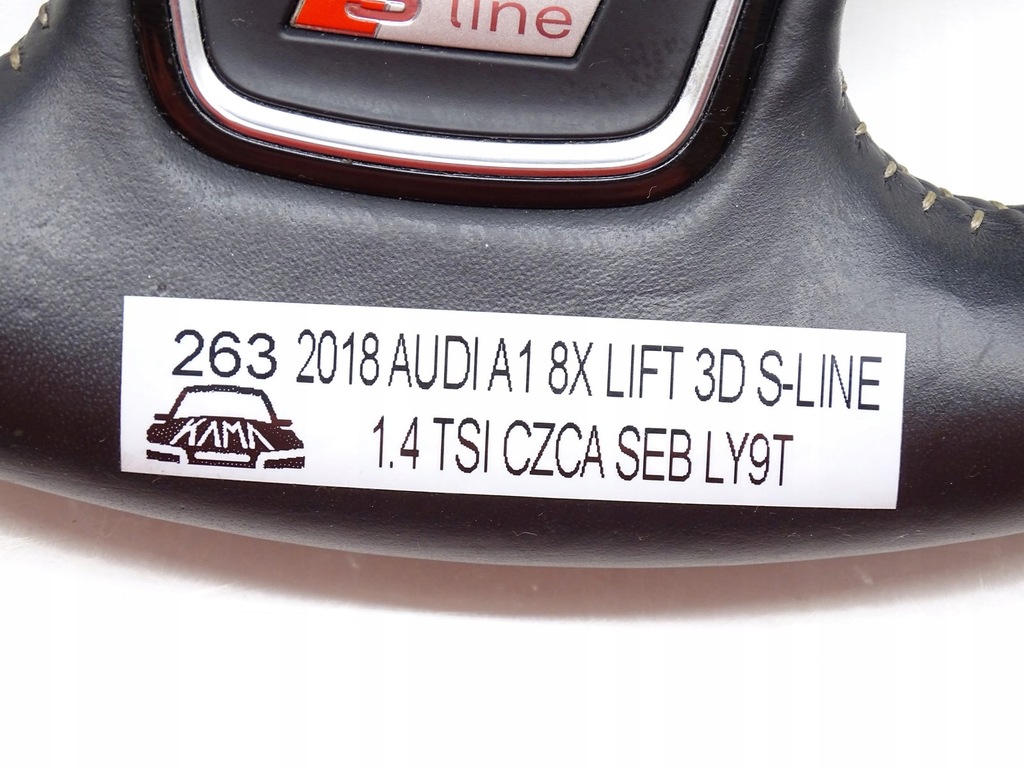 S line
263 2018 AUDI A1 8X LIFT 3D S-LINE
KAMA
1.4 TSI CZCA SEB LY9T